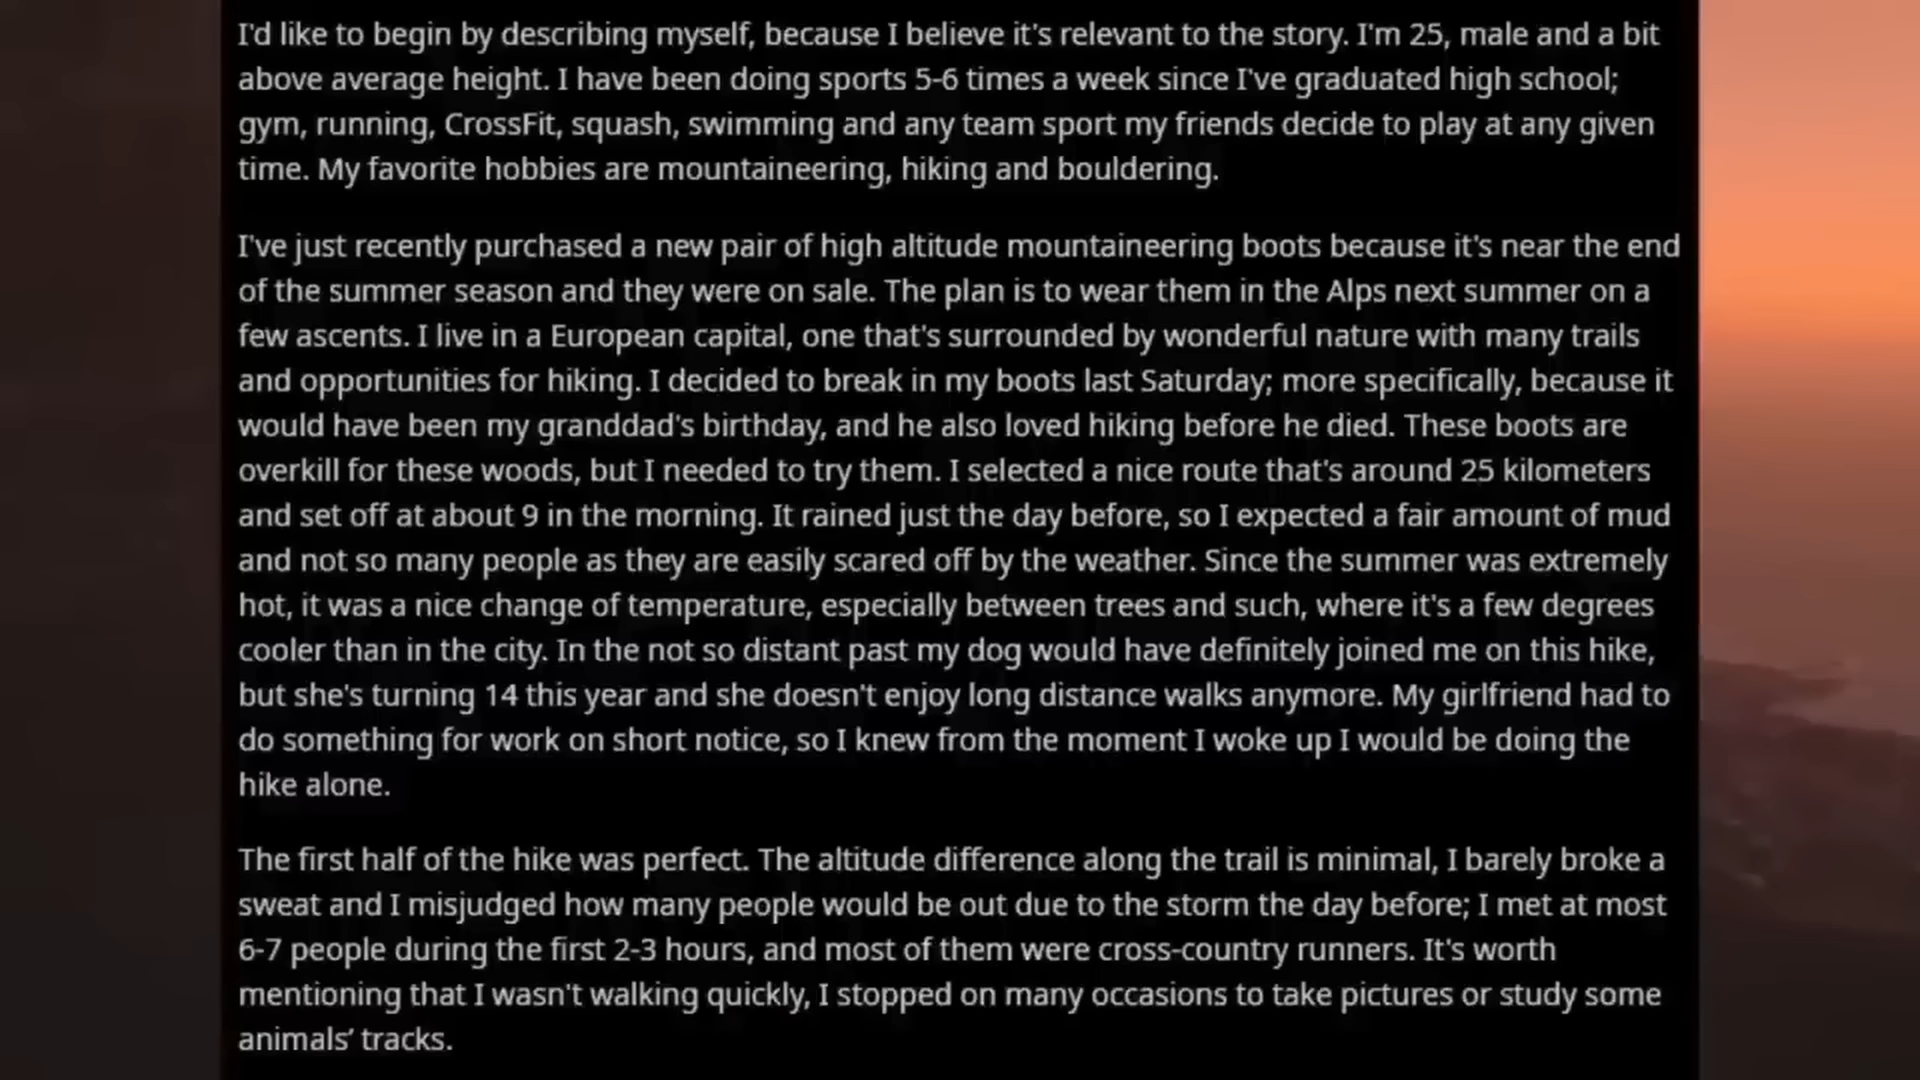 I'd like to begin by describing myself, because I believe it's relevant to the story. I'm 25, male and a bit
above average height. I have been doing sports 5-6 times a week since I've graduated high school;
gym, running, CrossFit, squash, swimming and any team sport my friends decide to play at any given
time. My favorite hobbies are mountaineering, hiking and bouldering.
I've just recently purchased a new pair of high altitude mountaineering boots because it's near the end
of the summer season and they were on sale. The plan is to wear them in the Alps next summer on a
few ascents. I live in a European capital, one that's surrounded by wonderful nature with many trails
and opportunities for hiking. I decided to break in my boots last Saturday; more specifically, because it
would have been my granddad's birthday, and he also loved hiking before he died. These boots are
overkill for these woods, but I needed to try them. I selected a nice route that's around 25 kilometers
and set off at about 9 in the morning. It rained just the day before, so I expected a fair amount of mud
and not so many people as they are easily scared off by the weather. Since the summer was extremely
hot, it was a nice change of temperature, especially between trees and such, where it's a few degrees
cooler than in the city. In the not so distant past my dog would have definitely joined me on this hike,
but she's turning 14 this year and she doesn't enjoy long distance walks anymore. My girlfriend had to
do something for work on short notice, so I knew from the moment I woke up I would be doing the
hike alone.
The first half of the hike was perfect. The altitude difference along the trail is minimal, I barely broke a
sweat and I misjudged how many people would be out due to the storm the day before; I met at most
6-7 people during the first 2-3 hours, and most of them were cross-country runners. It's worth
mentioning that I wasn't walking quickly, I stopped on many occasions to take pictures or study some
animals’ tracks.